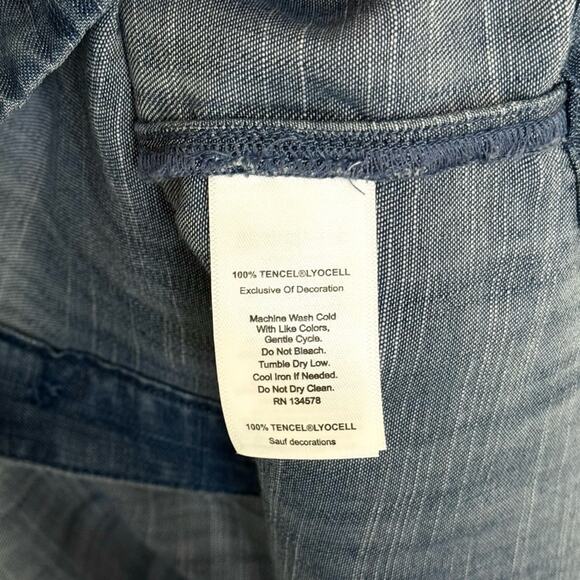 100% TENCEL®LYOCELL
Exclusive Of Decoration
Machine Wash Cold
With Like Colors,
Gentle Cycle.
Do Not Bleach.
Tumble Dry Low.
Cool Iron If Needed.
Do Not Dry Clean.
RN 134578
100% TENCEL®LYOCELL
Sauf decorations